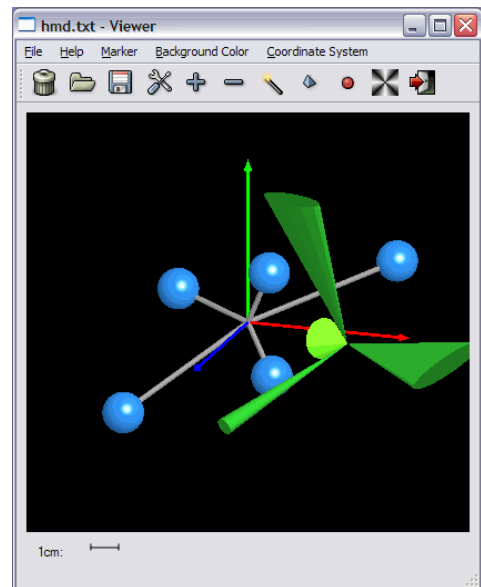 hmd.txt - Viewer
File Help Marker Background Color Coordinate System
1cm: